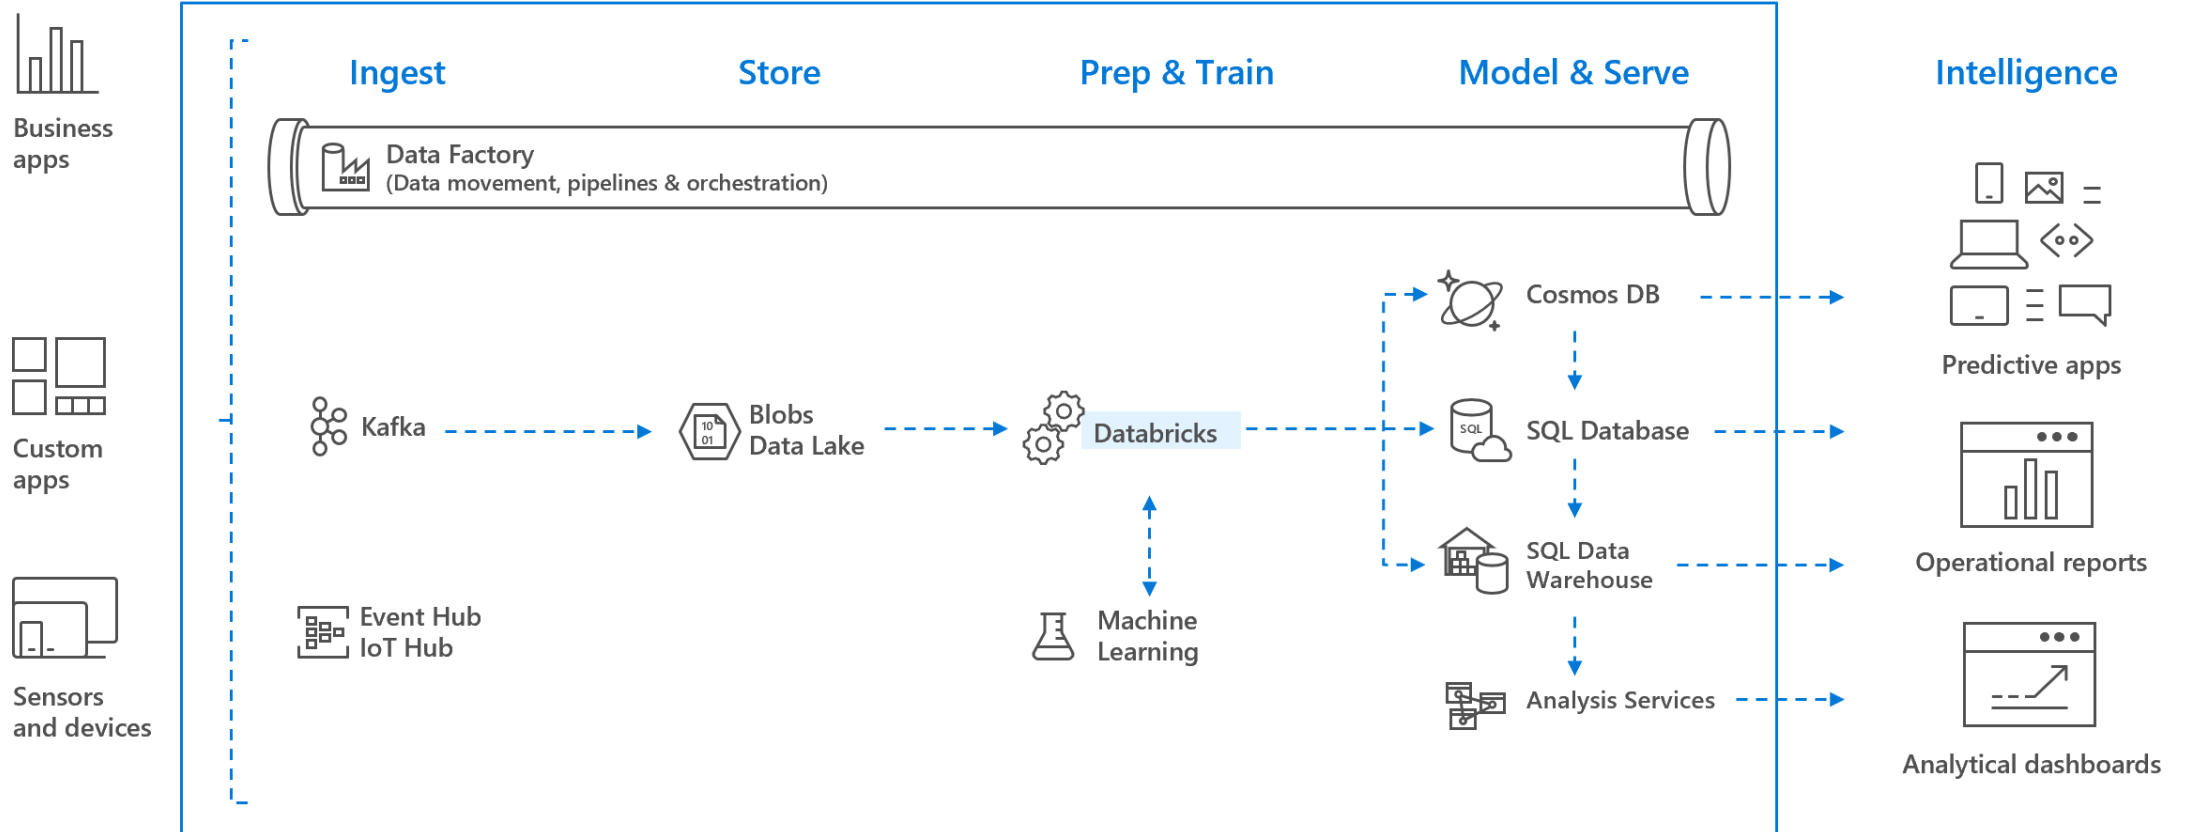 Business
apps
Custom
apps
Sensors
and devices
Ingest
Store
Prep & Train
Model & Serve
Intelligence
Data Factory
(Data movement, pipelines & orchestration)
Kafka
Event Hub
IoT Hub
10
01
Blobs
Data Lake
Databricks
Machine
Learning
Cosmos DB
SQL
SQL Database
SQL Data
Warehouse
Analysis Services
Predictive apps
Operational reports
Analytical dashboards